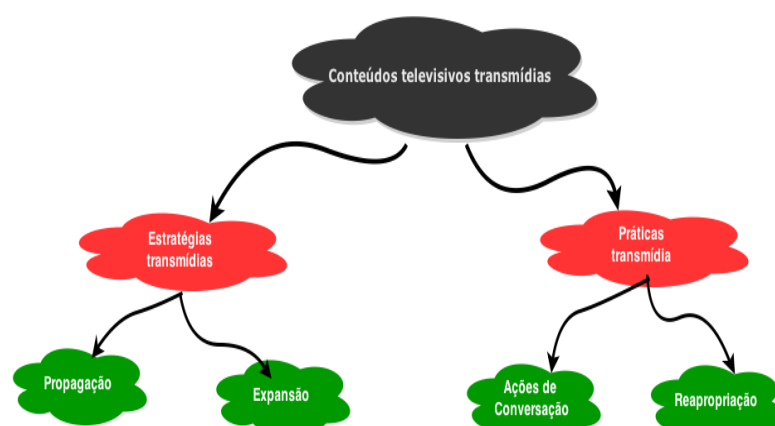 Conteúdos televisivos transmídias
Estratégias
transmídias
Práticas
transmídia
Propagação
Expansão
Ações de
Conversação
Reapropriação